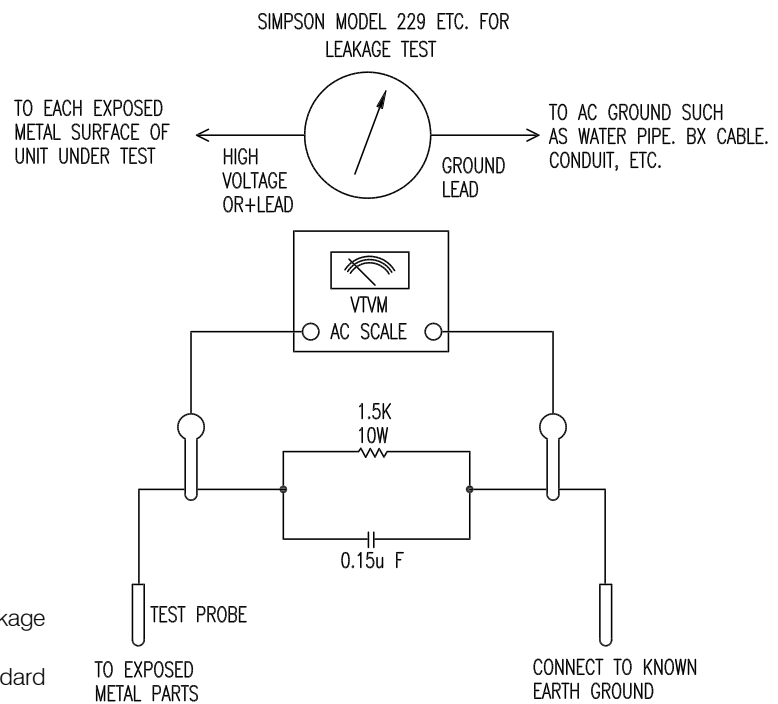 SIMPSON MODEL 229 ETC. FOR
LEAKAGE TEST
TO EACH EXPOSED
METAL SURFACE OF
UNIT UNDER TEST
HIGH
VOLTAGE
OR+LEAD
GROUND
LEAD
TO AC GROUND SUCH
AS WATER PIPE. BX CABLE.
CONDUIT, ETC.
VTVM
AC SCALE
1.5K
10W
0.15u F
TEST PROBE
TO EXPOSED
METAL PARTS
CONNECT TO KNOWN
EARTH GROUND
kage
dard